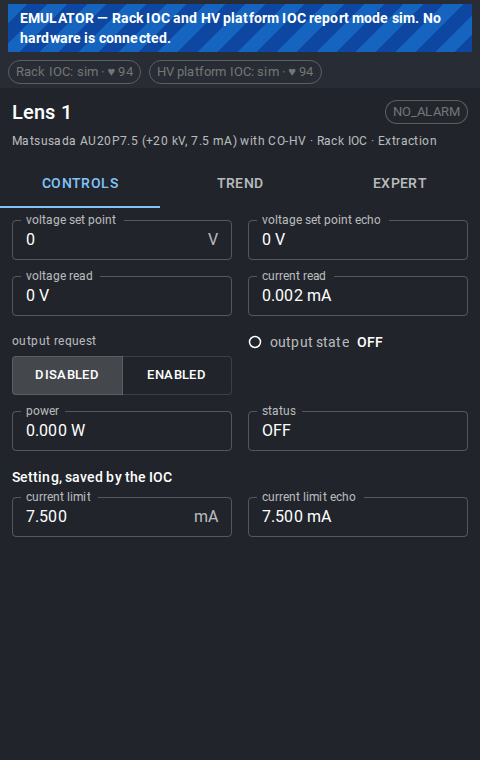 EMULATOR — Rack IOC and HV platform IOC report mode sim. No
hardware is connected.
Rack IOC: sim · ♥ 94
HV platform IOC: sim · ♥ 94
Lens 1
NO_ALARM
Matsusada AU20P7.5 (+20 kV, 7.5 mA) with CO-HV · Rack IOC · Extraction
CONTROLS
TREND
EXPERT
voltage set point
0 V
voltage set point echo
0 V
voltage read
0 V
current read
0.002 mA
output request
DISABLED
ENABLED
output state OFF
power
0.000 W
status
OFF
Setting, saved by the IOC
current limit
7.500 mA
current limit echo
7.500 mA